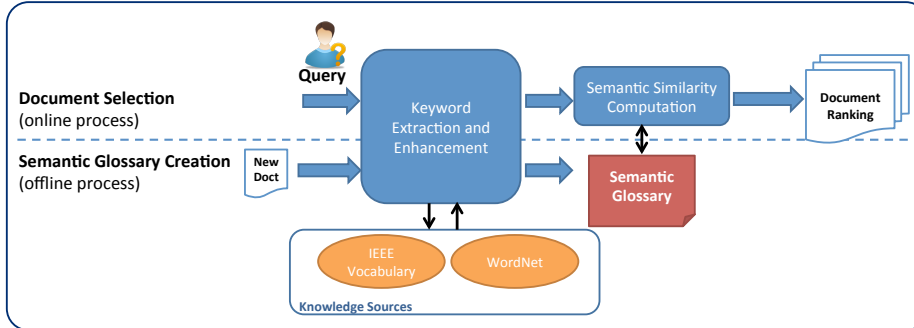 Query
Document Selection
(online process)
Keyword
Extraction and
Enhancement
Semantic Similarity
Computation
Document
Ranking
Semantic Glossary Creation
(offline process)
New
Doct
Semantic
Glossary
IEEE
Vocabulary
WordNet
Knowledge Sources